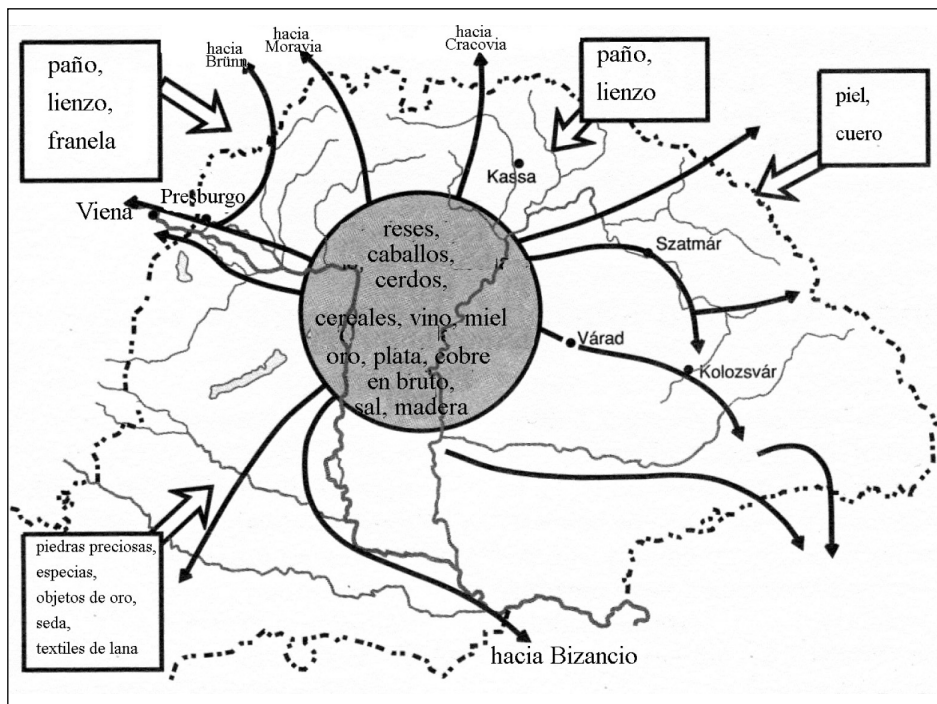 hacia
Brünn
hacia
Moravia
hacia
Cracovia
paño,
lienzo,
franela
paño,
lienzo
piel,
cuero
Kassa
Presburgo
Viena
Szatmár
reses,
caballos,
cerdos,
cereales, vino, miel
oro, plata, cobre
en bruto,
sal, madera
Várad
Kolozsvár
piedras preciosas,
especias,
objetos de oro,
seda,
textiles de lana
hacia Bizancio